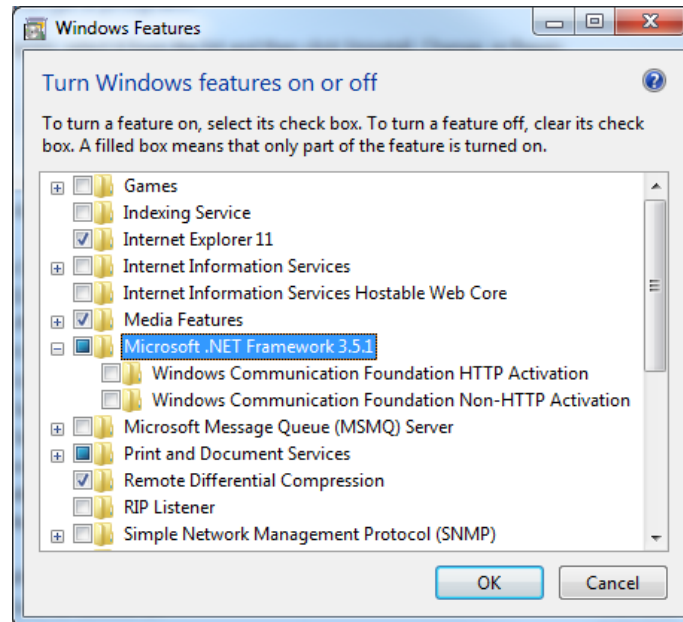 Windows Features
Turn Windows features on or off
To turn a feature on, select its check box. To turn a feature off, clear its check
box. A filled box means that only part of the feature is turned on.
Games
Indexing Service
Internet Explorer 11
Internet Information Services
Internet Information Services Hostable Web Core
Media Features
Microsoft .NET Framework 3.5.1
Windows Communication Foundation HTTP Activation
Windows Communication Foundation Non-HTTP Activation
Microsoft Message Queue (MSMQ) Server
Print and Document Services
Remote Differential Compression
RIP Listener
Simple Network Management Protocol (SNMP)
OK Cancel